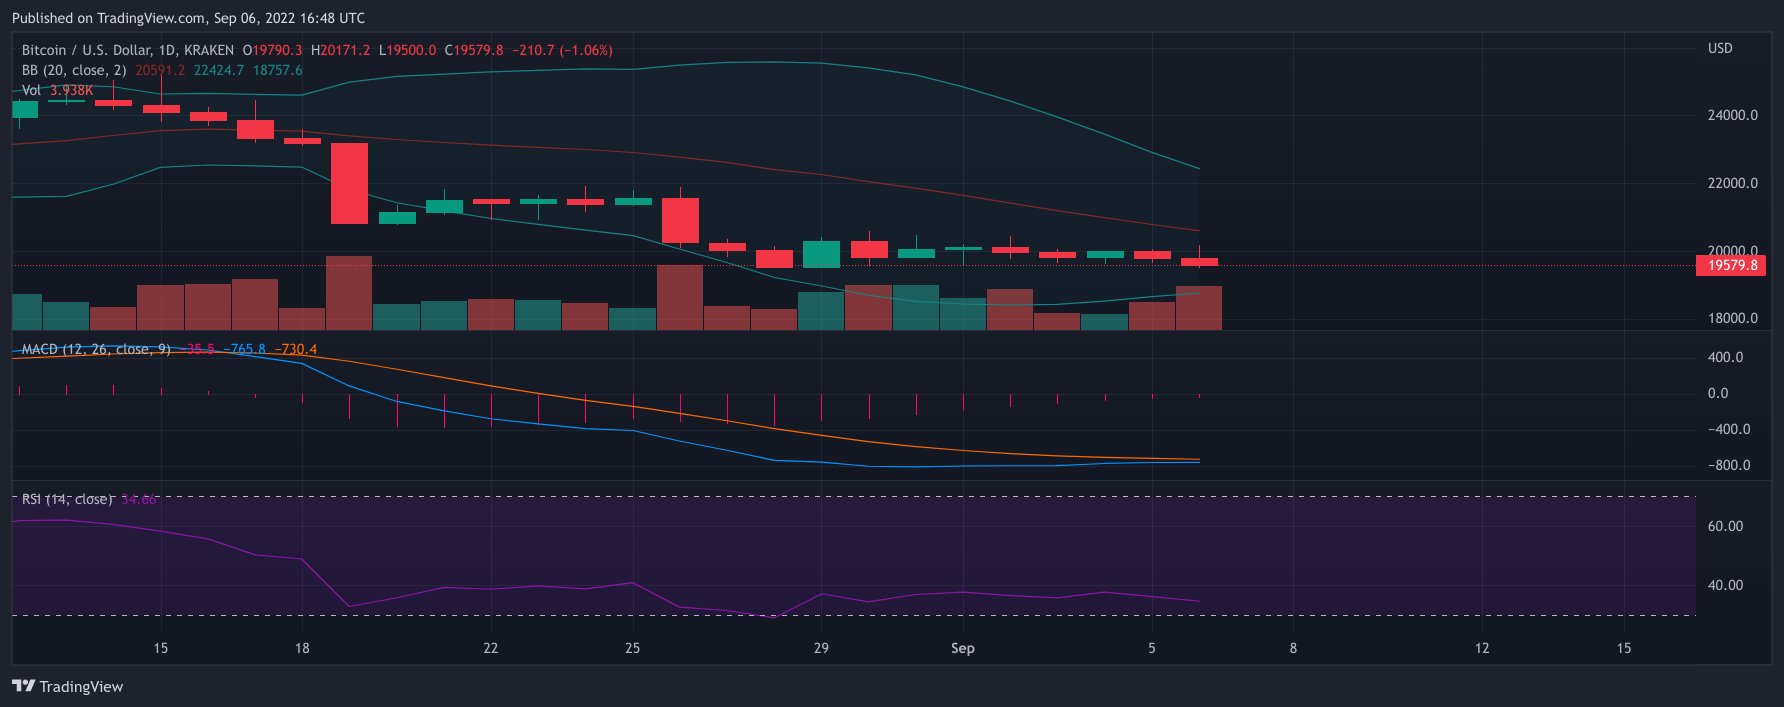 Published on TradingView.com, Sep 06, 2022 16:48 UTC
Bitcoin / U.S. Dollar, 1D, KRAKEN O19790.3 H20171.2 L19500.0 C19579.8 −210.7 (−1.06%)
USD
BB (20, close, 2) 20591.2 22424.7 18757.6
Vol 3.938K
24000.0
22000.0
20000.0
19579.8
18000.0
MACD (12, 26, close, 9) −35.5 −765.8 −730.4
400.0
0.0
−400.0
−800.0
RSI (14, close) 34.66
60.00
40.00
15 18 22 25 29 Sep 5 8 12 15
TradingView